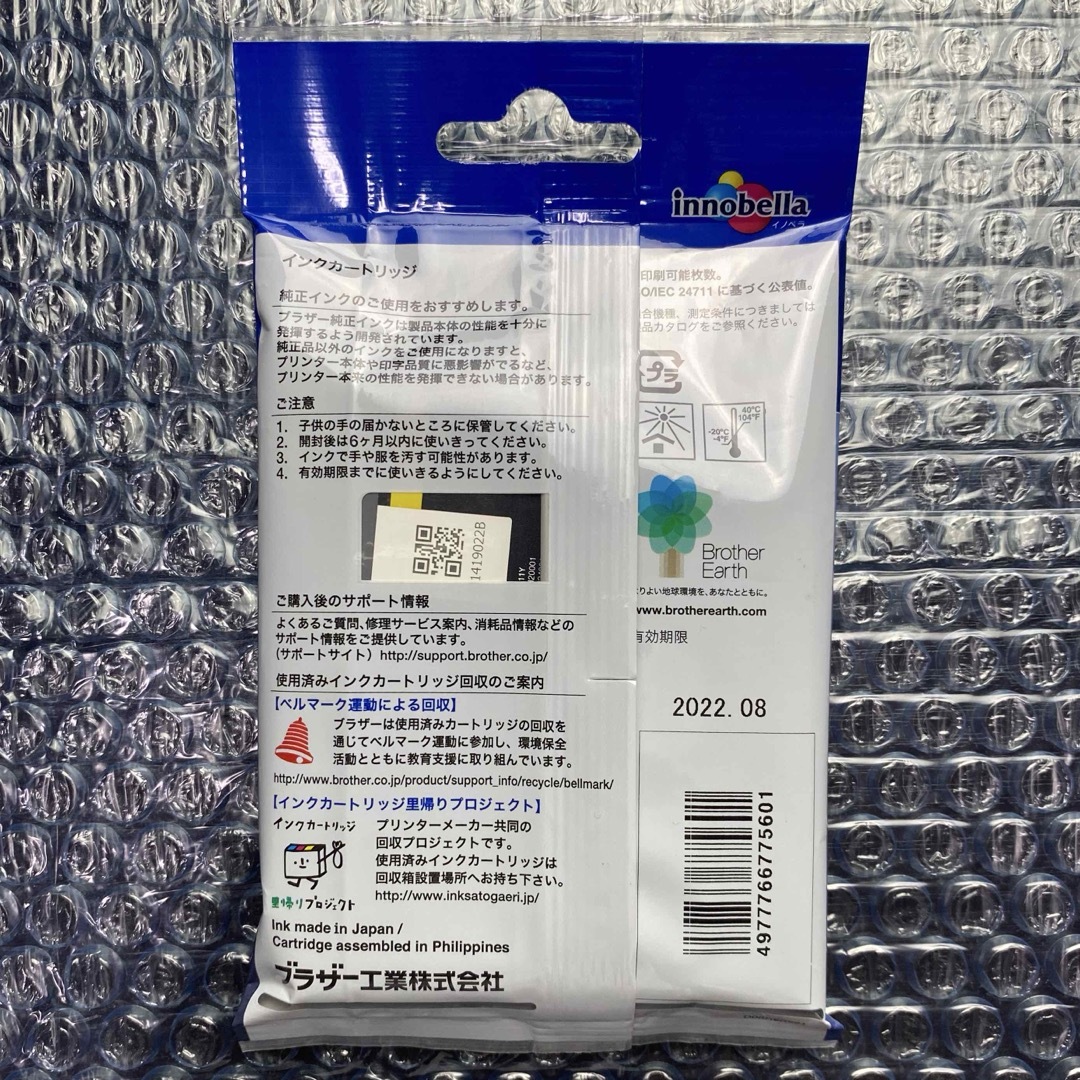 innobella
イノベラ
インクカートリッジ
純正インクのご使用をおすすめします。
ブラザー純正インクは製品本体の性能を十分に
発揮するよう開発されています。
純正品以外のインクをご使用になりますと、
プリンター本体や印字品質に悪影響がでるなど、
プリンター本来の性能を発揮できない場合があります。
ご注意
1. 子供の手の届かないところに保管してください。
2. 開封後は6ヶ月以内に使いきってください。
3. インクで手や服を汚す可能性があります。
4. 有効期限までに使いきるようにしてください。
1419022B
11Y
ご購入後のサポート情報
よくあるご質問、修理サービス案内、消耗品情報などの
サポート情報をご提供しています。
（サポートサイト）http://support.brother.co.jp/
使用済みインクカートリッジ回収のご案内
【ベルマーク運動による回収】
ブラザーは使用済みカートリッジの回収を
通じてベルマーク運動に参加し、環境保全
活動とともに教育支援に取り組んでいます。
http://www.brother.co.jp/product/support_info/recycle/bellmark/
【インクカートリッジ里帰りプロジェクト】
インクカートリッジ
里帰りプロジェクト
プリンターメーカー共同の
回収プロジェクトです。
使用済みインクカートリッジは
回収箱設置場所へお持ち下さい。
http://www.inksatogaeri.jp/
Ink made in Japan /
Cartridge assembled in Philippines
ブラザー工業株式会社
印刷可能枚数。
O/IEC 24711 に基づく公表値。
合機種、測定条件につきましては
品カタログをご参照ください。
プラ
40°C
104°F
-20°C
-4°F
Brother
Earth
よい地球環境を、あなたとともに。
www.brotherearth.com
有効期限
2022.08
4977766775601